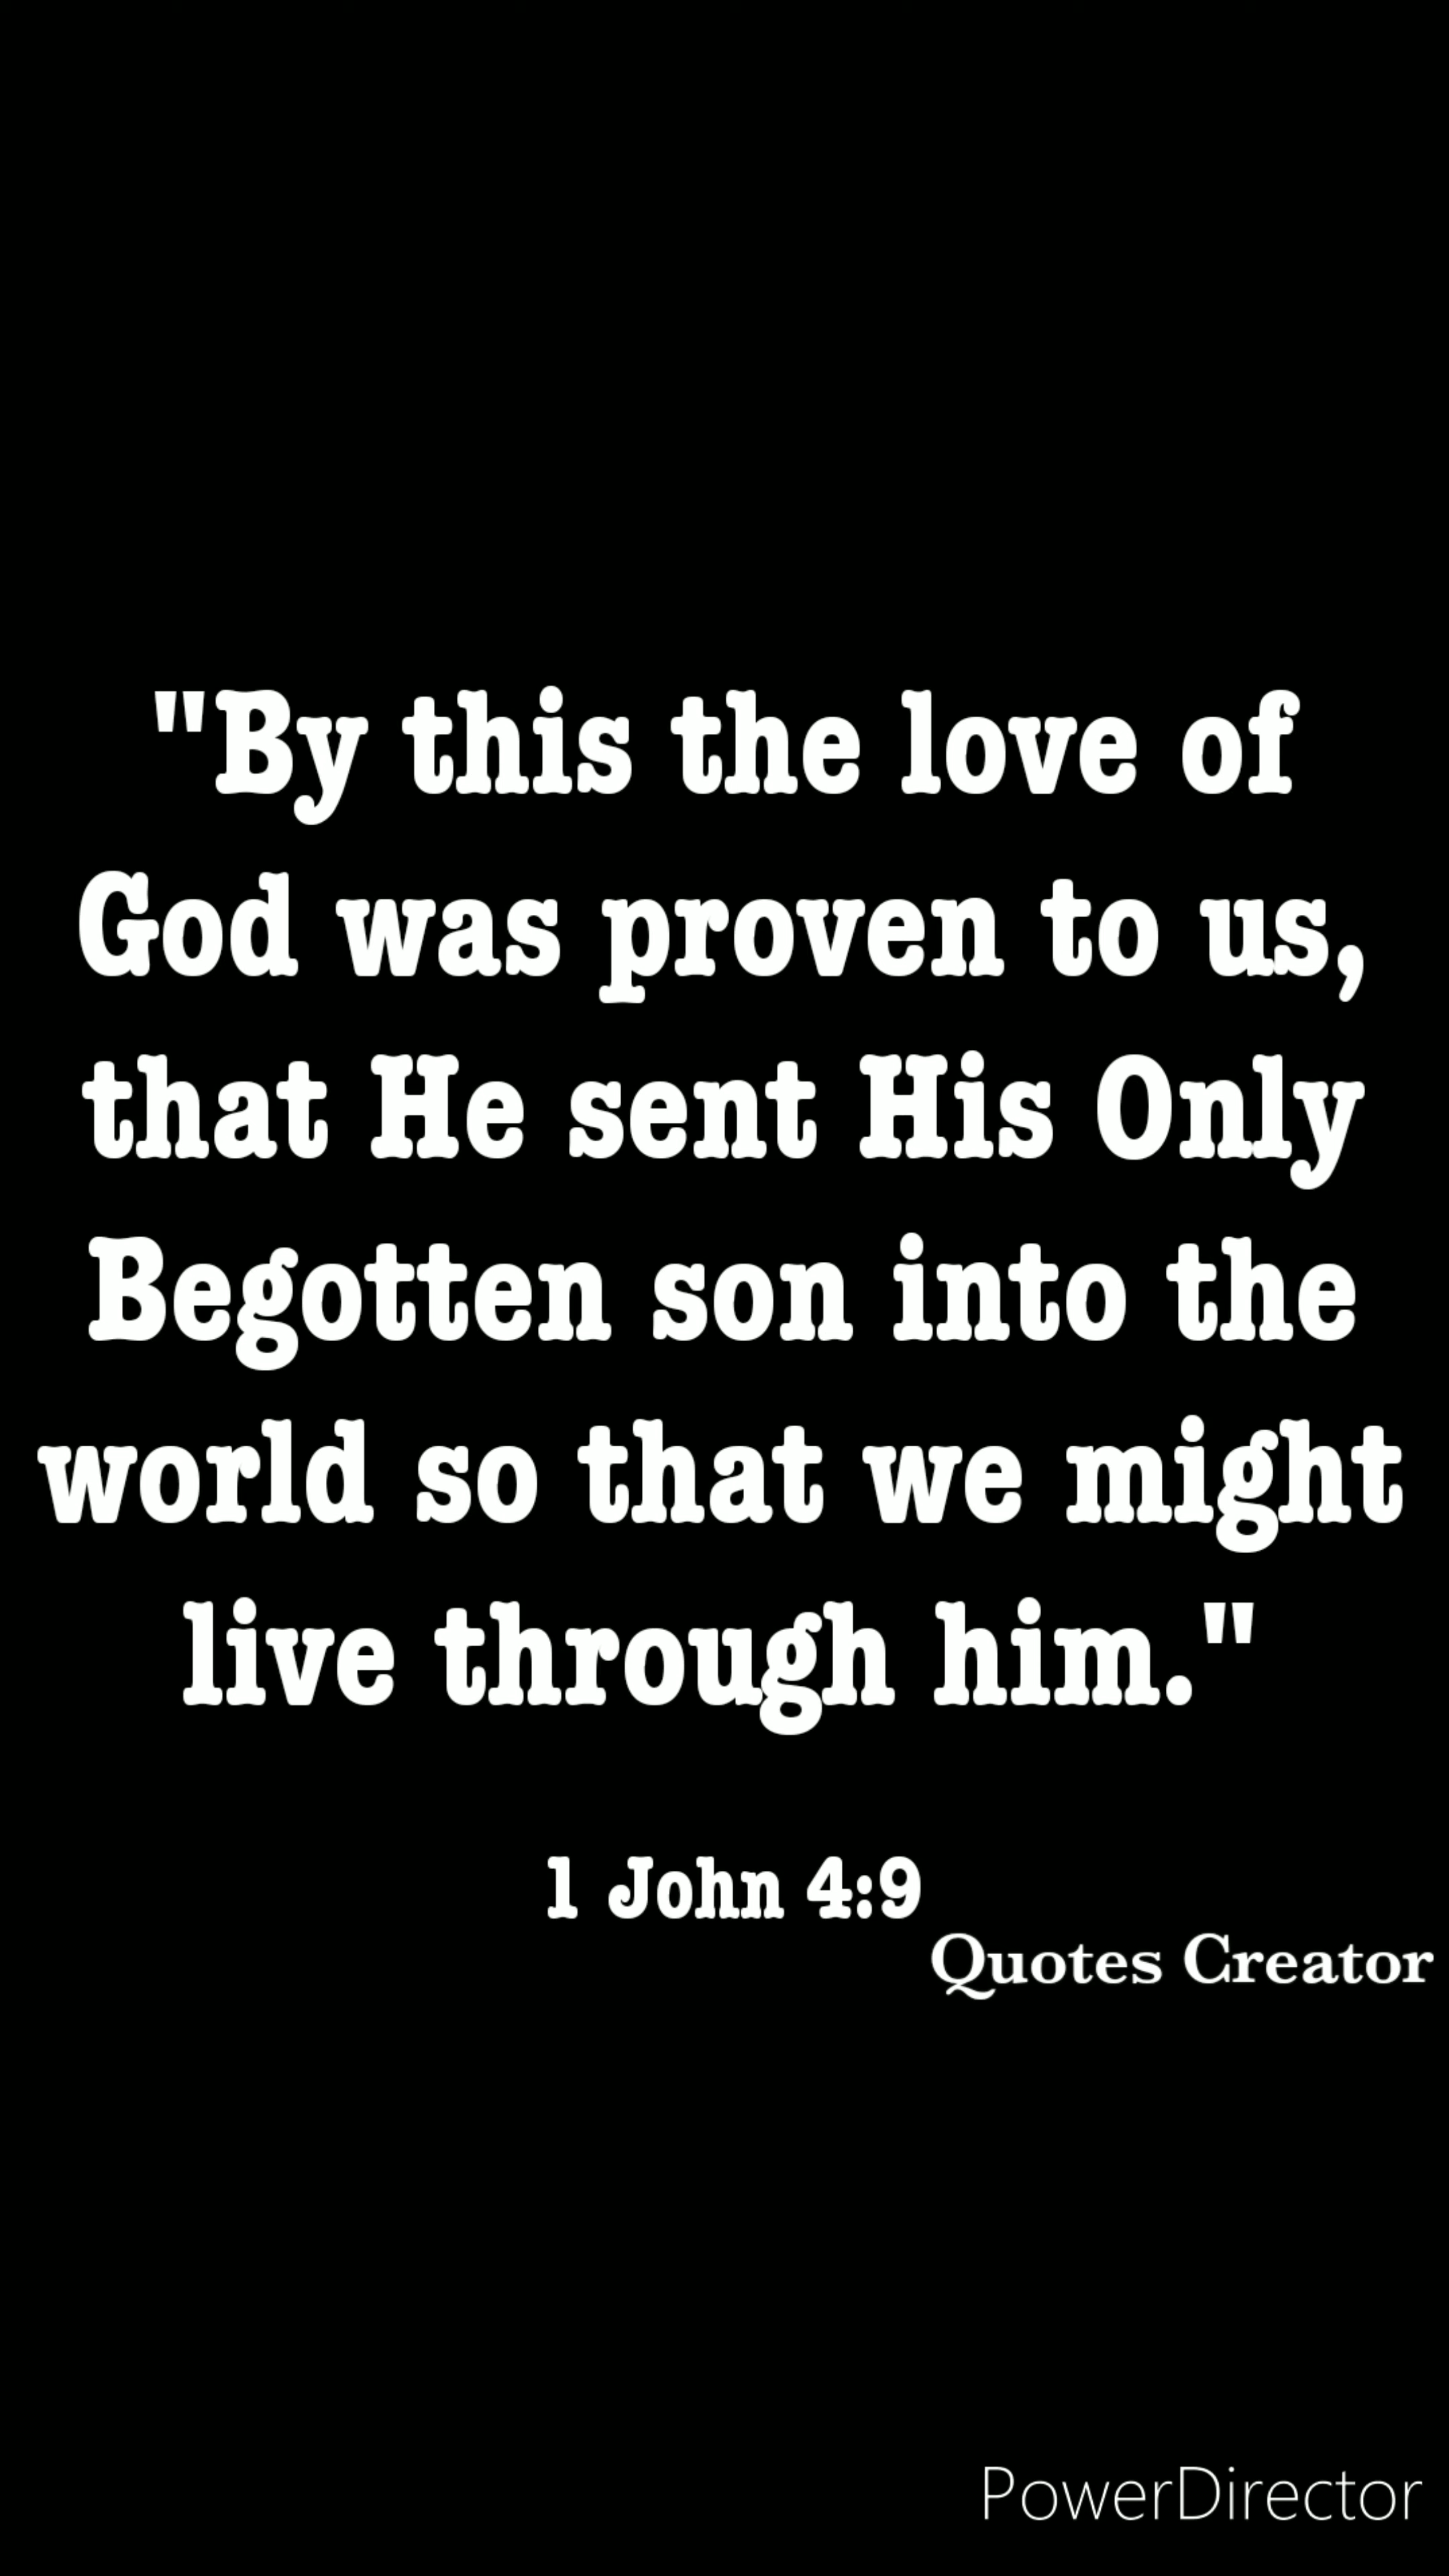 "By this the love of
God was proven to us,
that He sent His Only
Begotten son into the
world so that we might
live through him."
1 John 4:9
Quotes Creator
PowerDirector